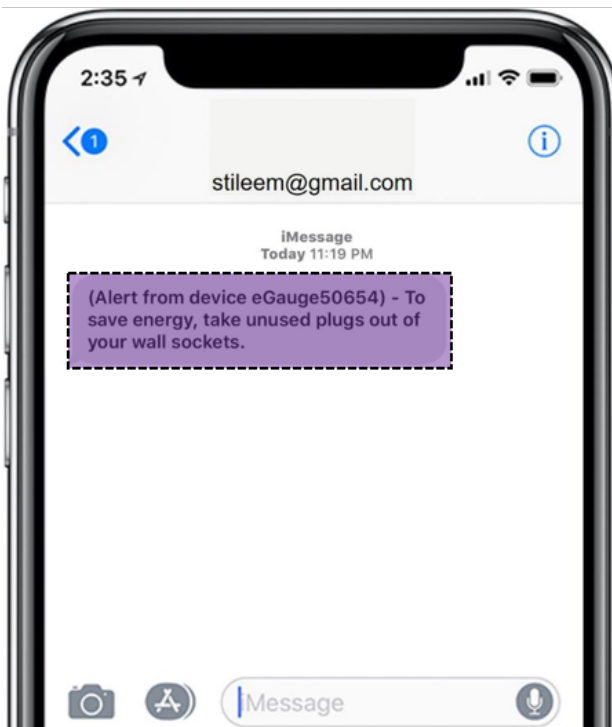 2:35
1
stileem@gmail.com
iMessage
Today 11:19 PM
(Alert from device eGauge50654) - To
save energy, take unused plugs out of
your wall sockets.
iMessage